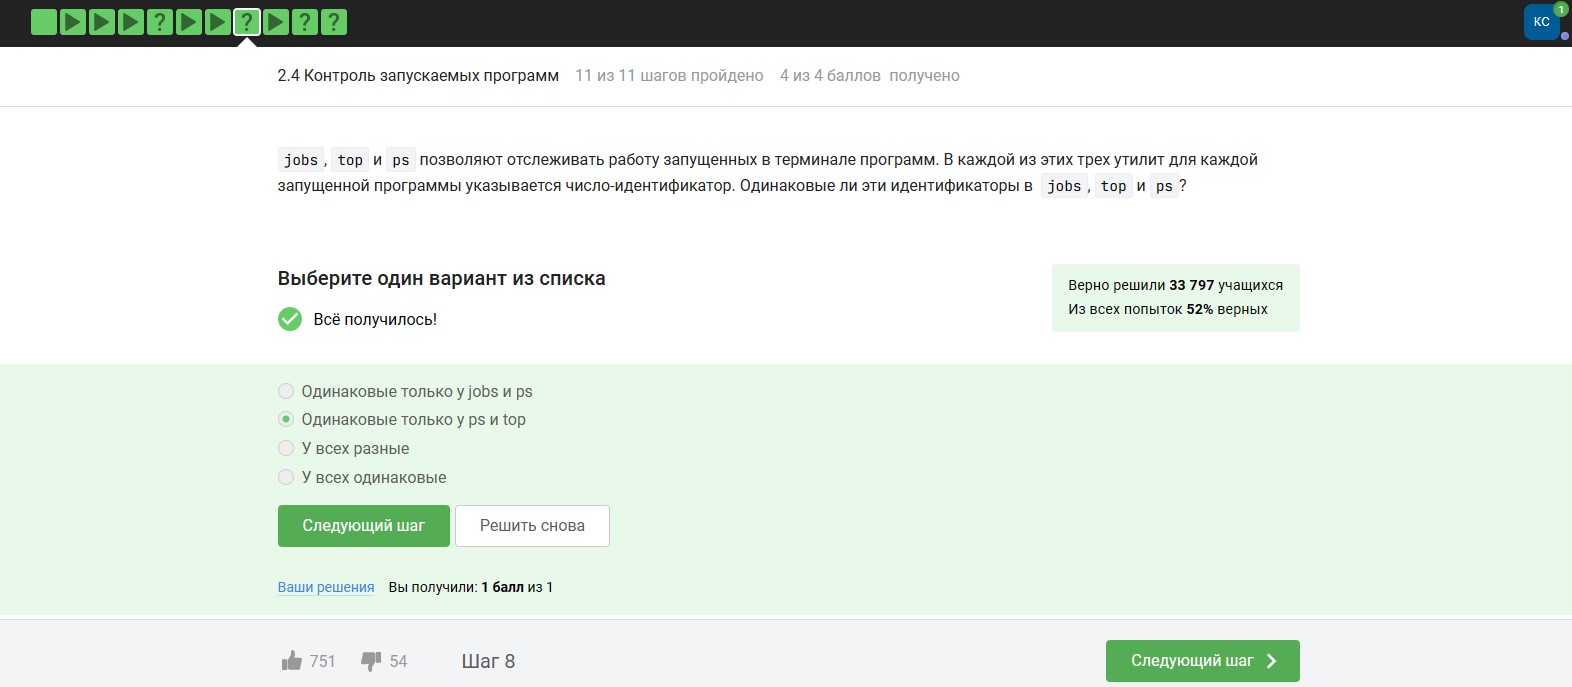 ? ? ? ?
КС 1
2.4 Контроль запускаемых программ 11 из 11 шагов пройдено 4 из 4 баллов получено
jobs, top и ps позволяют отслеживать работу запущенных в терминале программ. В каждой из этих трех утилит для каждой
запущенной программы указывается число-идентификатор. Одинаковые ли эти идентификаторы в jobs, top и ps?
Выберите один вариант из списка
Всё получилось!
Верно решили 33 797 учащихся
Из всех попыток 52% верных
Одинаковые только у jobs и ps
Одинаковые только у ps и top
У всех разные
У всех одинаковые
Следующий шаг Решить снова
Ваши решения Вы получили: 1 балл из 1
751 54 Шаг 8 Следующий шаг